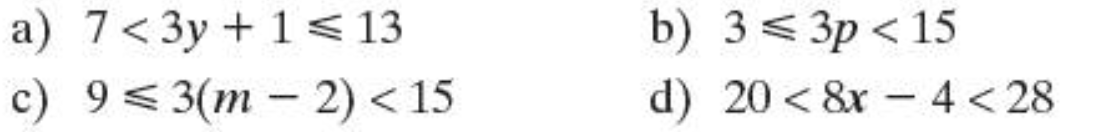 a) 7 < 3y + 1 ⩽ 13 b) 3 ⩽ 3p < 15
c) 9 ⩽ 3(m − 2) < 15 d) 20 < 8x − 4 < 28